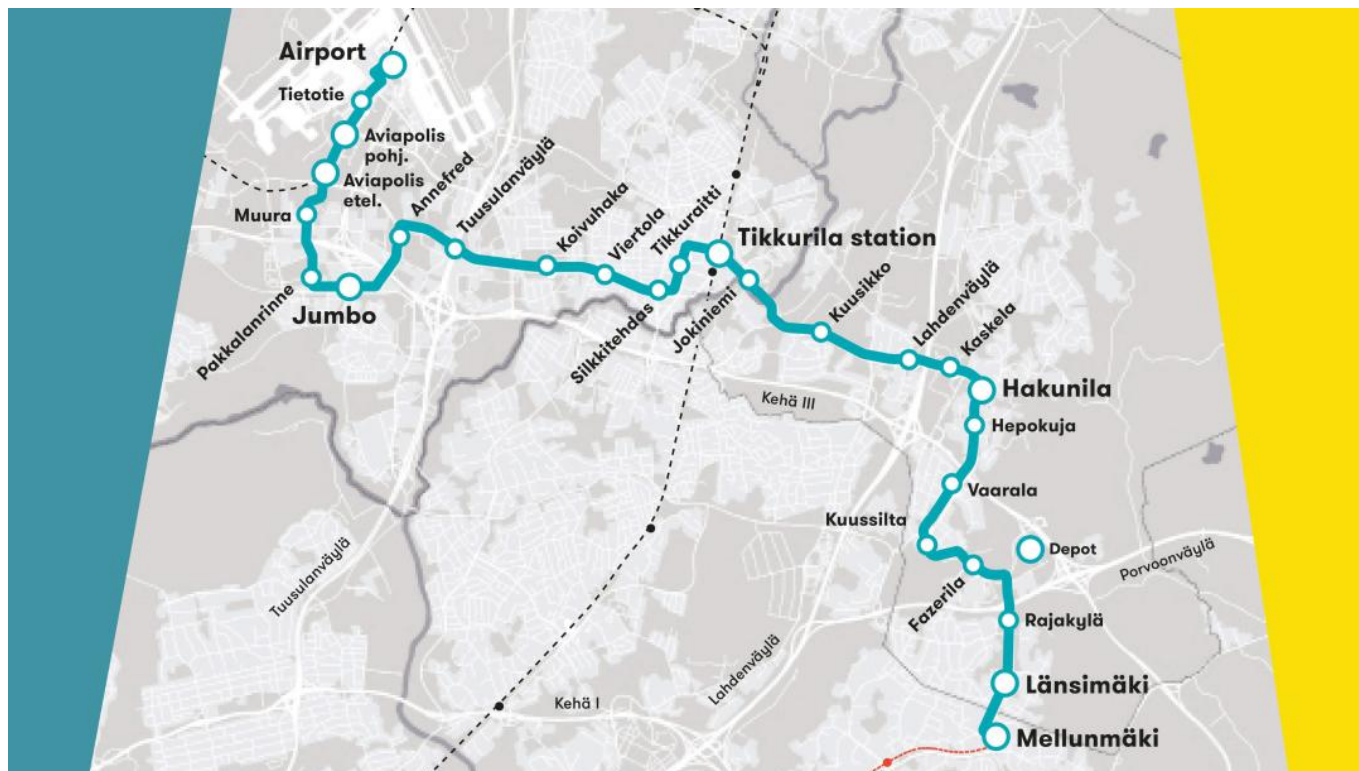 Airport
Tietotie
Aviapolis
pohj.
Aviapolis
etel.
Muura
Annefred
Tuusulanväylä
Koivuhaka
Viertola
Tikkuraitti
Tikkurila station
Pakkalanrinne
Jumbo
Silkkitehdas
Jokiniemi
Kuusikko
Lahdenväylä
Kaskela
Hakunila
Kehä III
Hepokuja
Vaarala
Kuussilta
Depot
Porvoonväylä
Fazerila
Tuusulanväylä
Rajakylä
Lahdenväylä
Kehä I
Länsimäki
Mellunmäki